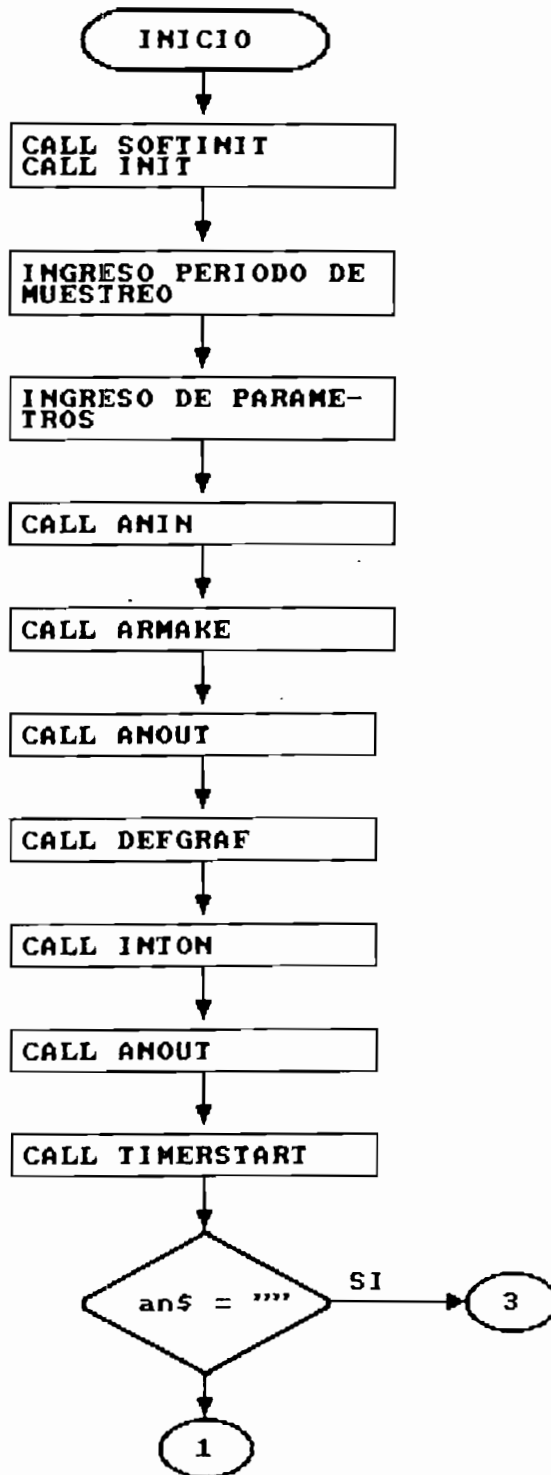 INICIO
CALL SOFTINIT
CALL INIT
INGRESO PERIODO DE
MUESTREO
INGRESO DE PARAME-
TROS
CALL ANIN
CALL ARMAKE
CALL ANOUT
CALL DEFGRAF
CALL INTON
CALL ANOUT
CALL TIMERSTART
an$ = """"
SI
3
1